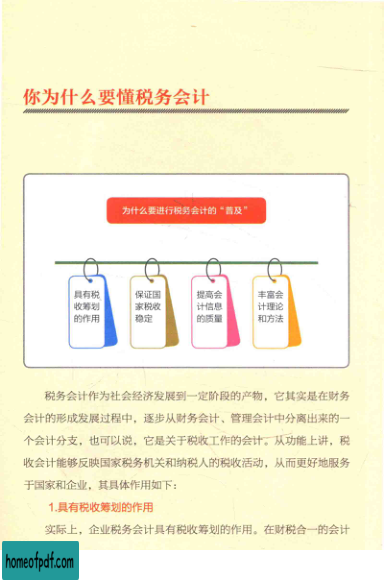 你为什么要懂税务会计
为什么要进行税务会计的“普及”
具有税
收筹划
的作用
保证国
家税收
稳定
提高会
计信息
的质量
丰富会
计理论
和方法
税务会计作为社会经济发展到一定阶段的产物，它其实是在财务
会计的形成发展过程中，逐步从财务会计、管理会计中分离出来的一
个会计分支，也可以说，它是关于税收工作的会计。从功能上讲，税
收会计能够反映国家税务机关和纳税人的税收活动，从而更好地服务
于国家和企业，其具体作用如下：
1.具有税收筹划的作用
实际上，企业税务会计具有税收筹划的作用。在财税合一的会计
homeofpdf.com